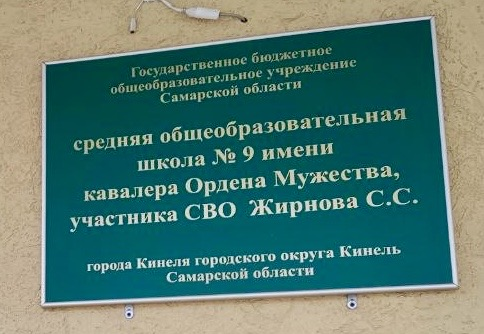 Государственное бюджетное
общеобразовательное учреждение
Самарской области
средняя общеобразовательная
школа № 9 имени
кавалера Ордена Мужества,
участника СВО Жирнова С.С.
города Кинеля городского округа Кинель
Самарской области